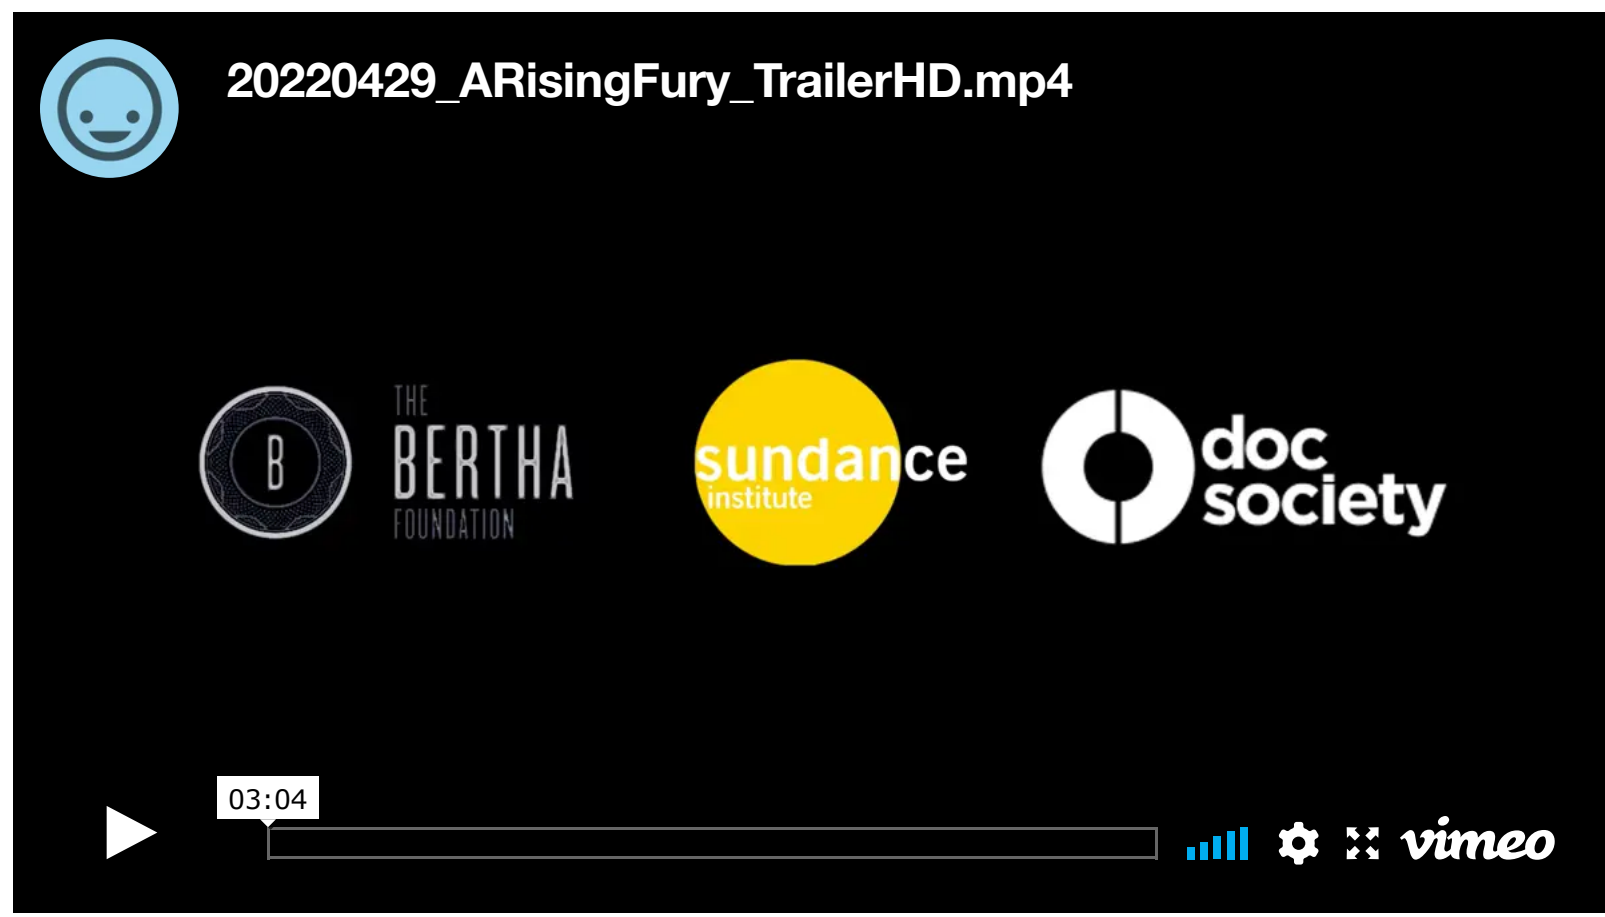 20220429_ARisingFury_TrailerHD.mp4
B
THE
BERTHA
FOUNDATION
sundance
institute
doc
society
03:04
vimeo